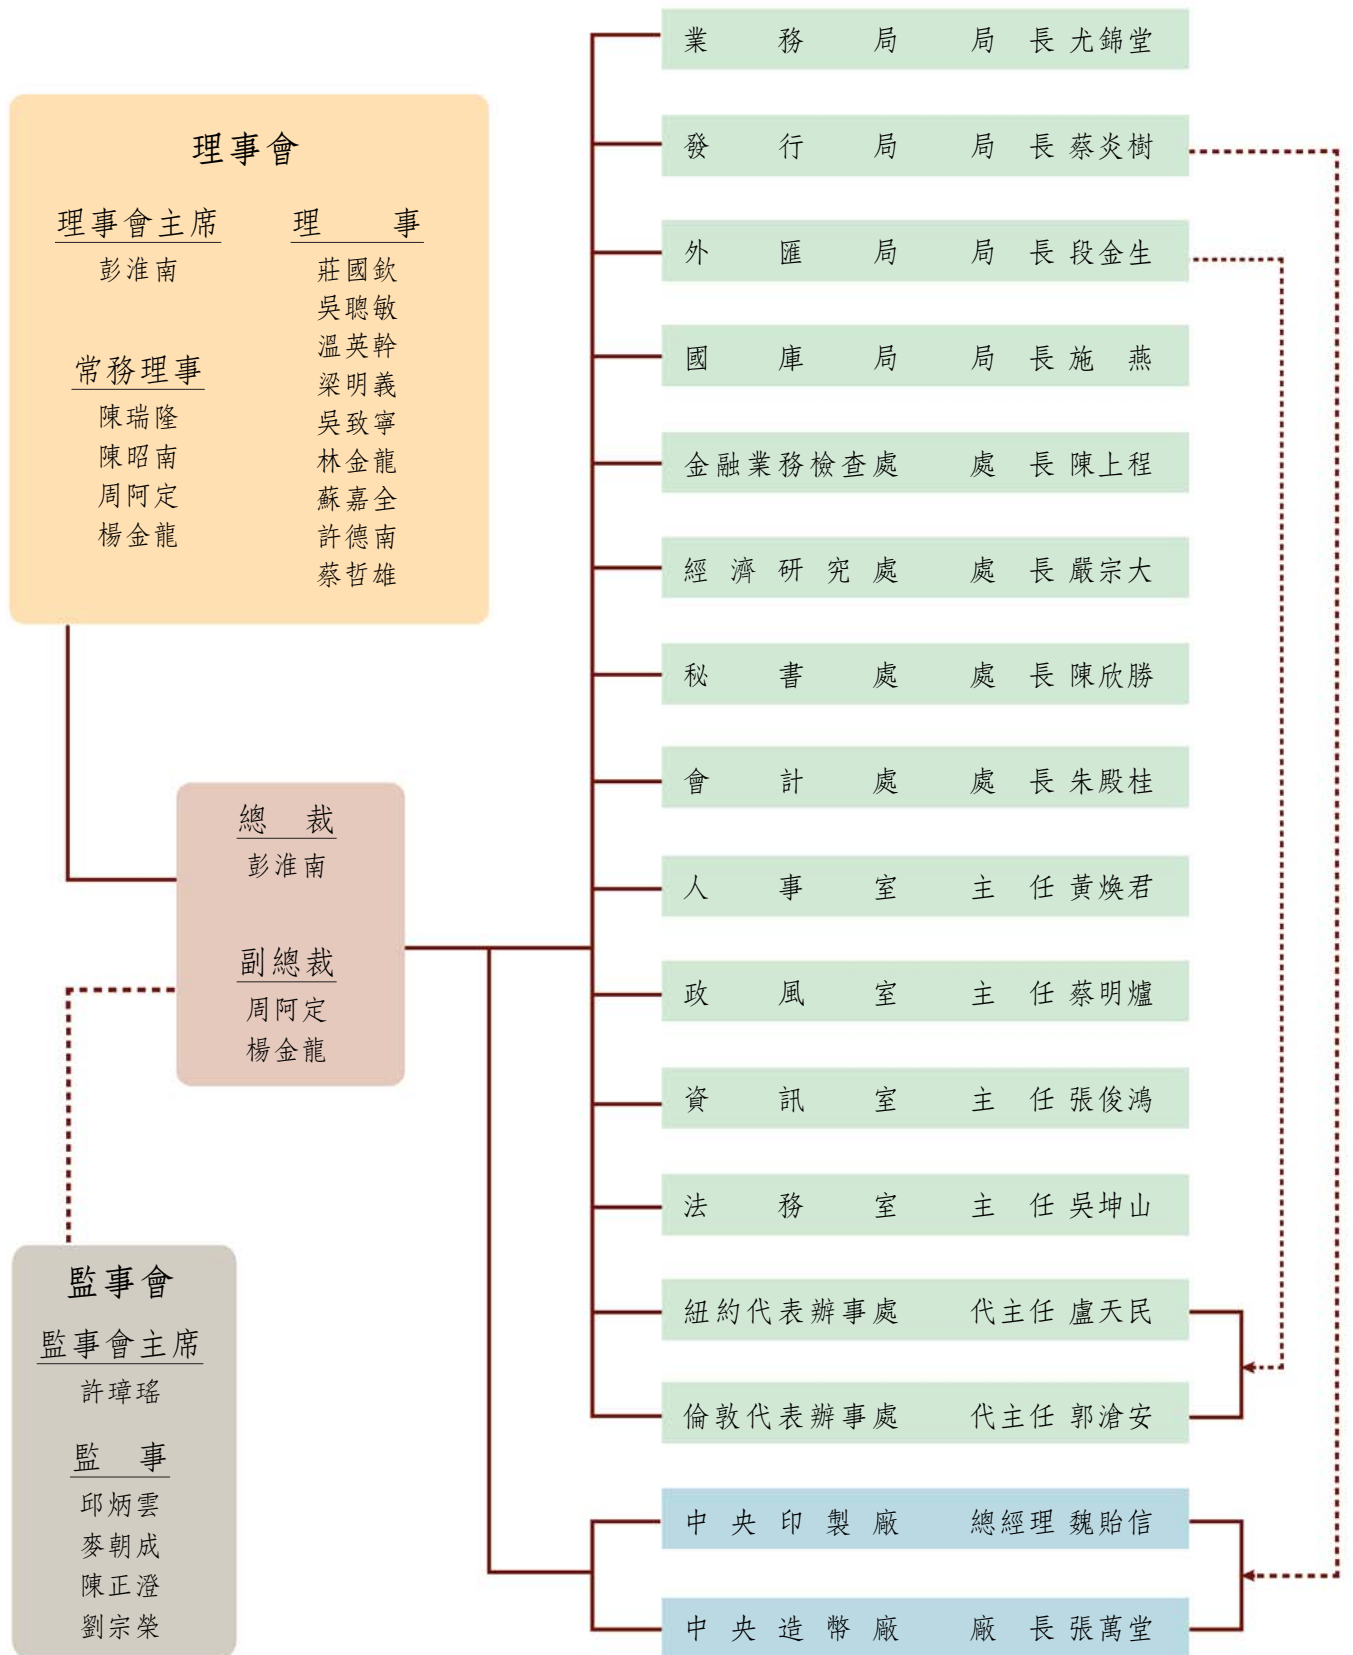 理事會
理事會主席
彭淮南
常務理事
陳瑞隆
陳昭南
周阿定
楊金龍
理 事
莊國欽
吳聰敏
溫英幹
梁明義
吳致寧
林金龍
蘇嘉全
許德南
蔡哲雄
總 裁
彭淮南
副總裁
周阿定
楊金龍
監事會
監事會主席
許璋瑤
監 事
邱炳雲
麥朝成
陳正澄
劉宗榮
業務局 局長 尤錦堂
發行局 局長 蔡炎樹
外匯局 局長 段金生
國庫局 局長 施 燕
金融業務檢查處 處長 陳上程
經濟研究處 處長 嚴宗大
秘書處 處長 陳欣勝
會計處 處長 朱殿桂
人事室 主任 黃煥君
政風室 主任 蔡明爐
資訊室 主任 張俊鴻
法務室 主任 吳坤山
紐約代表辦事處 代主任 盧天民
倫敦代表辦事處 代主任 郭滄安
中央印製廠 總經理 魏貽信
中央造幣廠 廠長 張萬堂